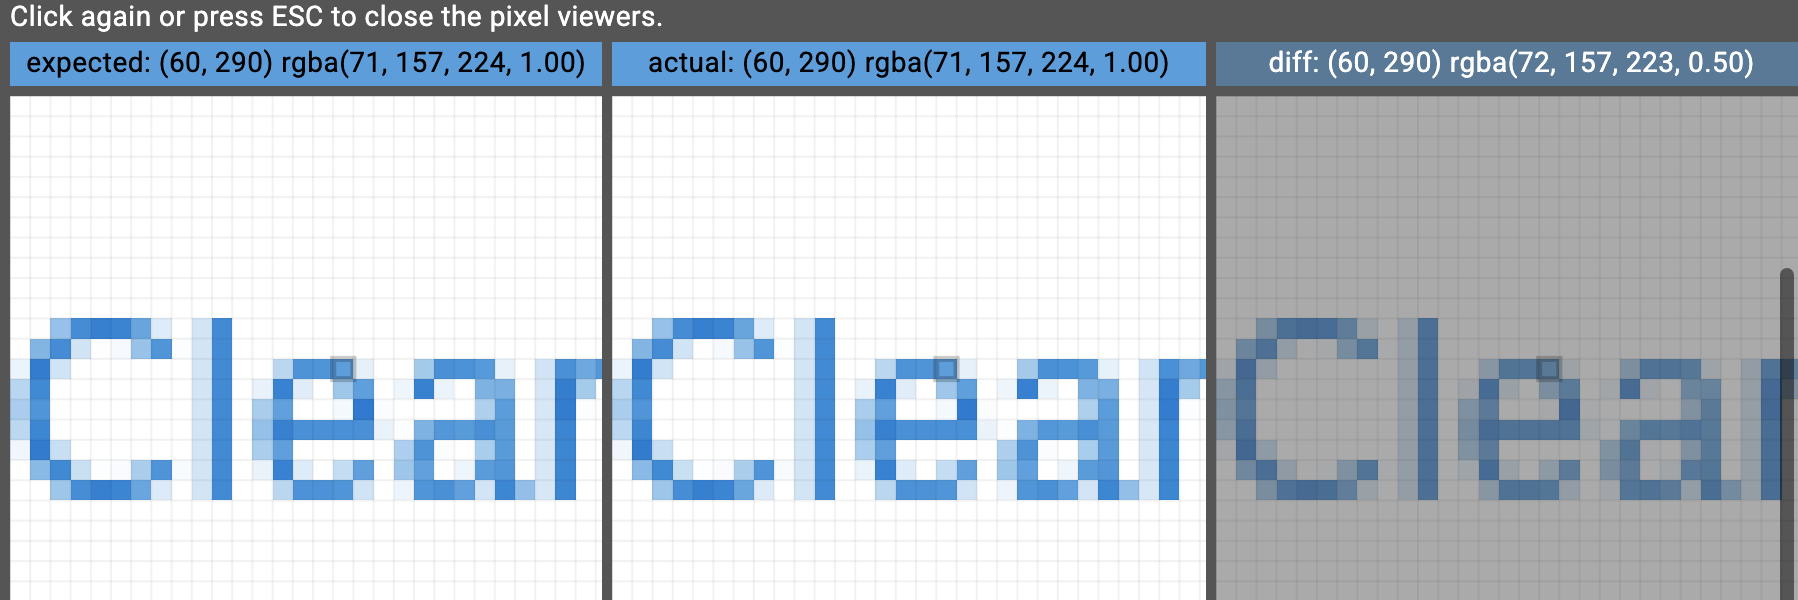 Click again or press ESC to close the pixel viewers.
expected: (60, 290) rgba(71, 157, 224, 1.00)
actual: (60, 290) rgba(71, 157, 224, 1.00)
diff: (60, 290) rgba(72, 157, 223, 0.50)
Clear
Clear
Clear